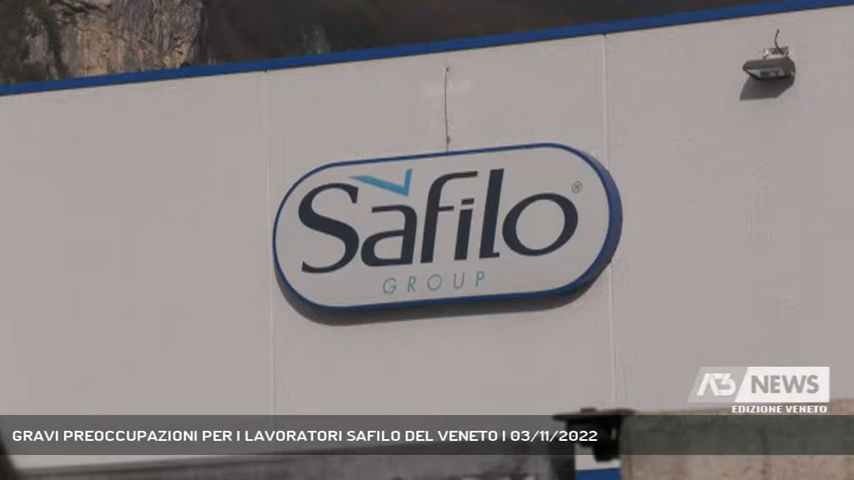 Safilo®
GROUP
A3 NEWS
EDIZIONE VENETO
GRAVI PREOCCUPAZIONI PER I LAVORATORI SAFILO DEL VENETO | 03/11/2022